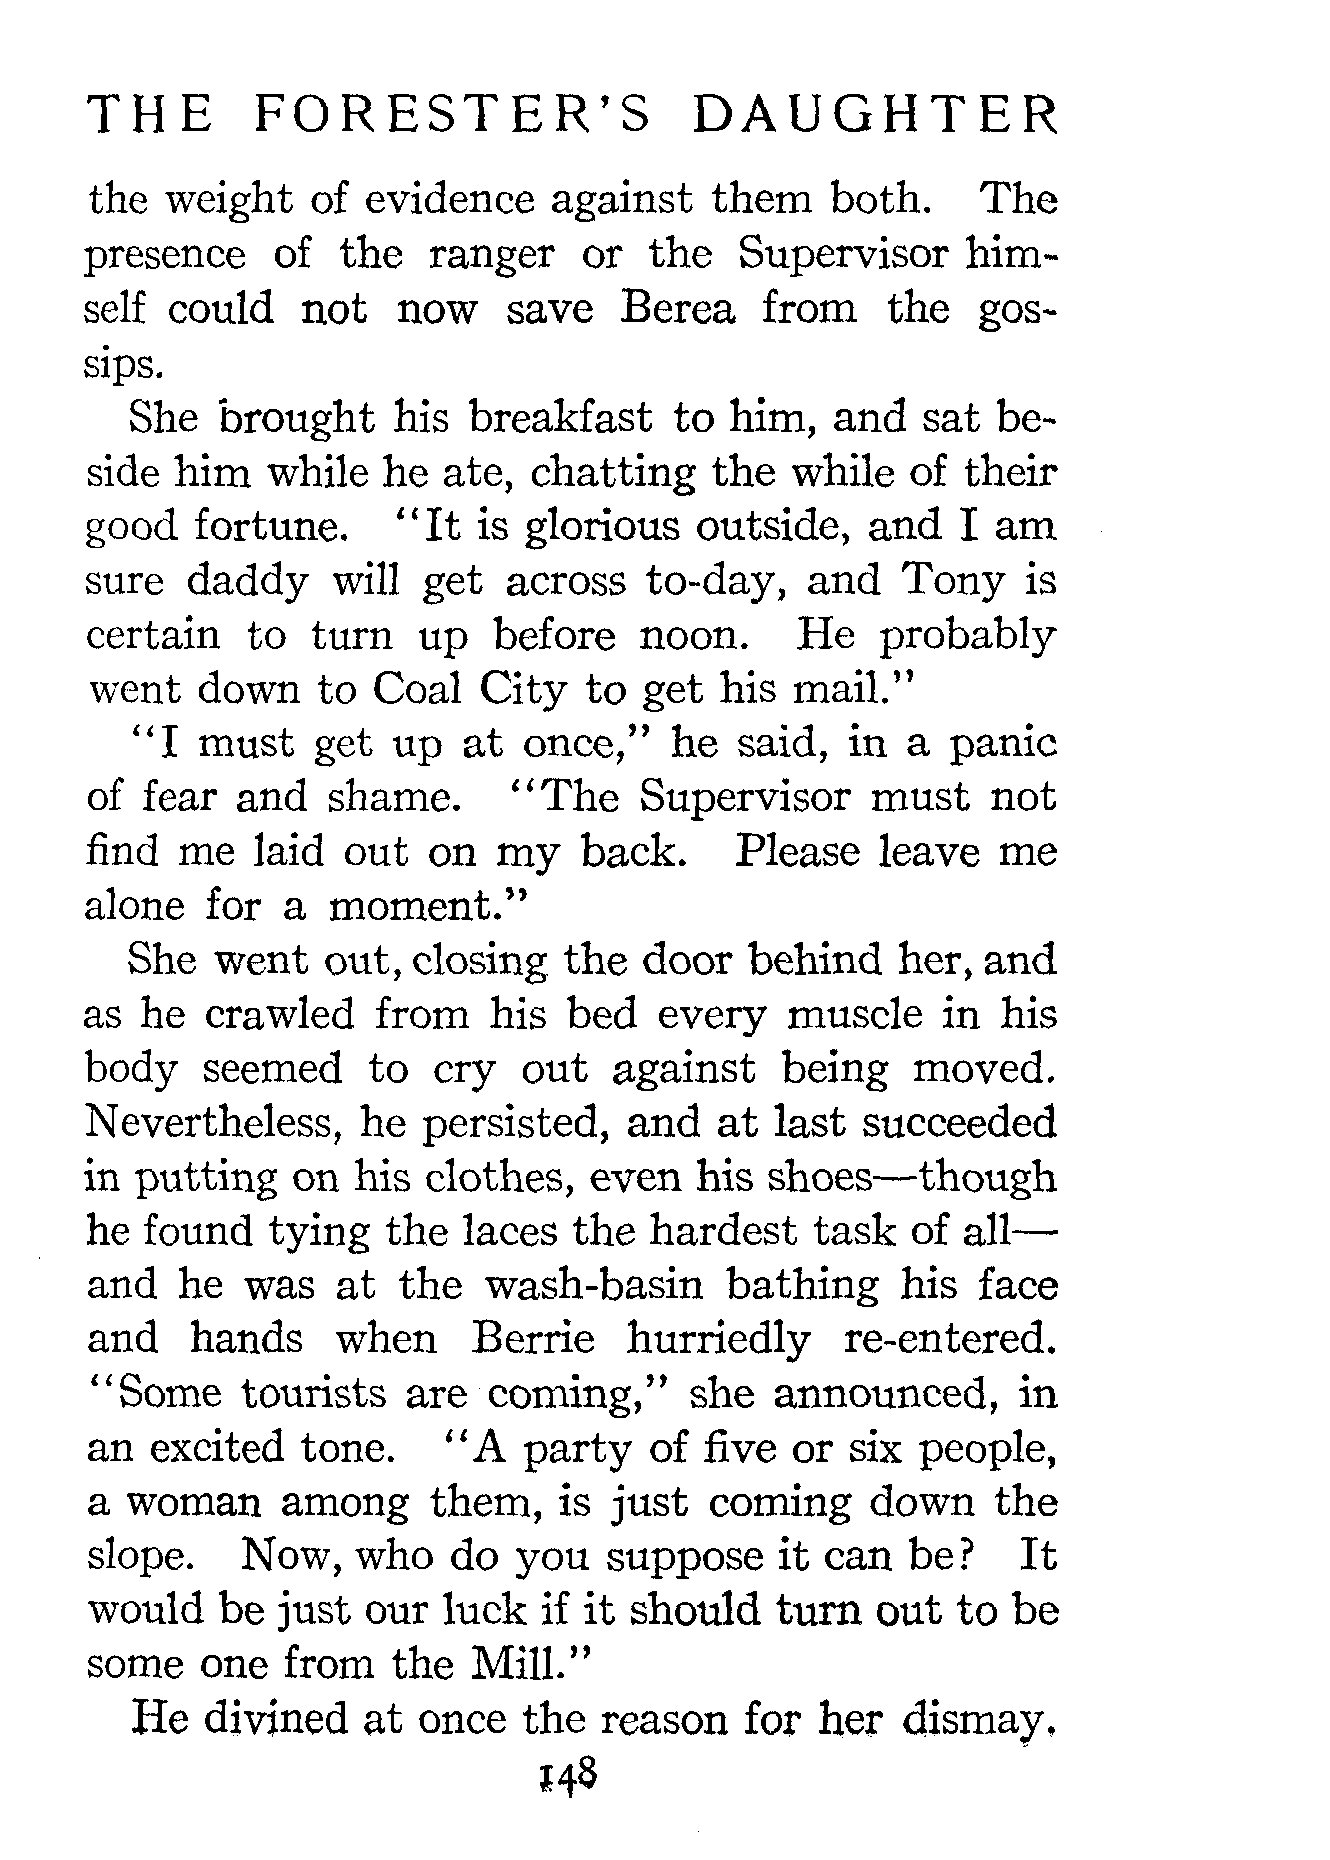 THE FORESTER'S DAUGHTER
the weight of evidence against them both. The
presence of the ranger or the Supervisor him-
self could not now save Berea from the gos-
sips.
She brought his breakfast to him, and sat be-
side him while he ate, chatting the while of their
good fortune. "It is glorious outside, and I am
sure daddy will get across to-day, and Tony is
certain to turn up before noon. He probably
went down to Coal City to get his mail."
"I must get up at once," he said, in a panic
of fear and shame. "The Supervisor must not
find me laid out on my back. Please leave me
alone for a moment."
She went out, closing the door behind her, and
as he crawled from his bed every muscle in his
body seemed to cry out against being moved.
Nevertheless, he persisted, and at last succeeded
in putting on his clothes, even his shoes—though
he found tying the laces the hardest task of all—
and he was at the wash-basin bathing his face
and hands when Berrie hurriedly re-entered.
"Some tourists are coming," she announced, in
an excited tone. "A party of five or six people,
a woman among them, is just coming down the
slope. Now, who do you suppose it can be? It
would be just our luck if it should turn out to be
some one from the Mill."
He divined at once the reason for her dismay.
148